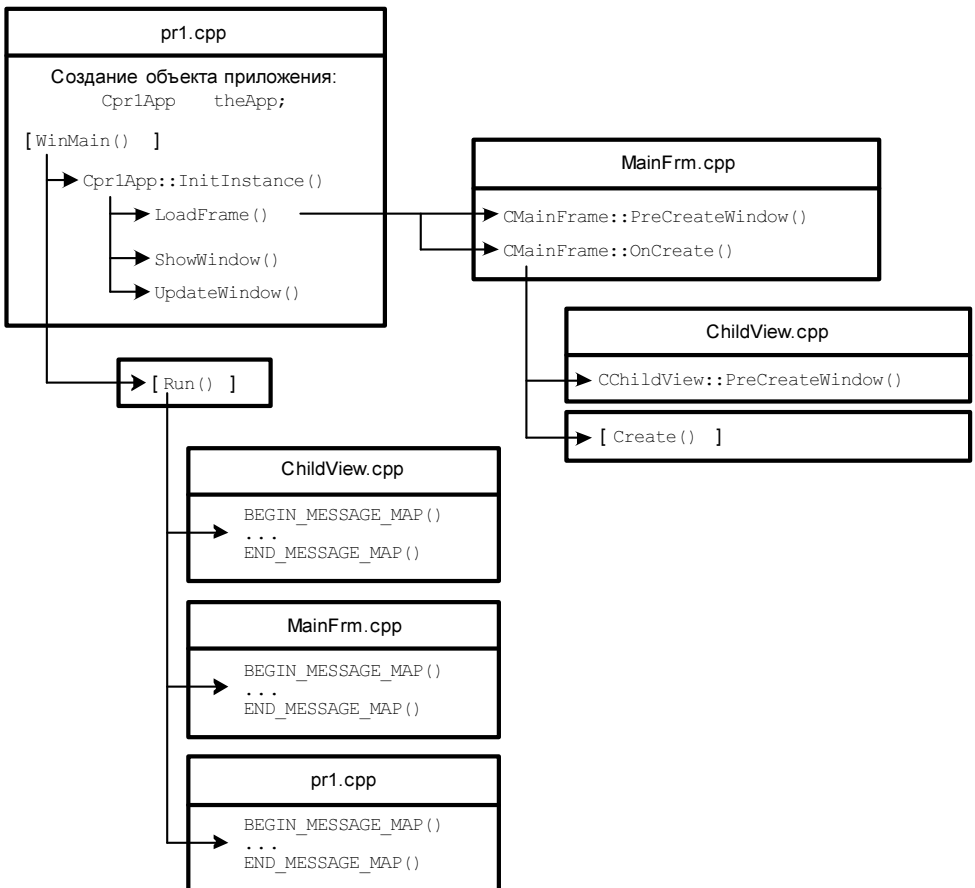 pr1.cpp
Создание объекта приложения:
Cpr1App theApp;
[WinMain() ]
Cpr1App::InitInstance()
LoadFrame()
ShowWindow()
UpdateWindow()
MainFrm.cpp
CMainFrame::PreCreateWindow()
CMainFrame::OnCreate()
ChildView.cpp
CChildView::PreCreateWindow()
[Create() ]
[Run() ]
ChildView.cpp
BEGIN_MESSAGE_MAP()
...
END_MESSAGE_MAP()
MainFrm.cpp
BEGIN_MESSAGE_MAP()
...
END_MESSAGE_MAP()
pr1.cpp
BEGIN_MESSAGE_MAP()
...
END_MESSAGE_MAP()